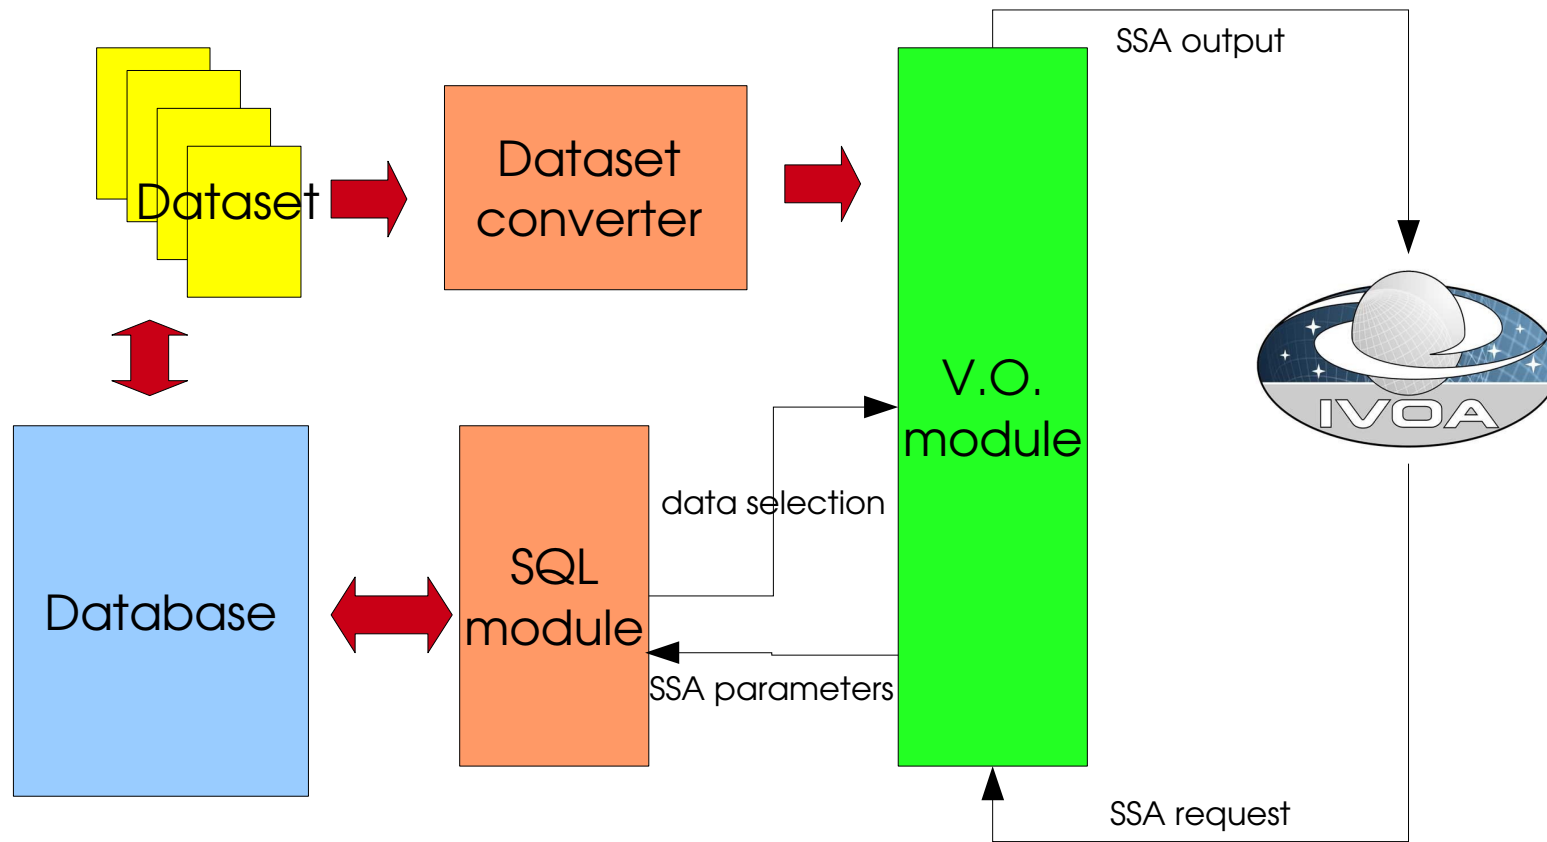 SSA output
Dataset
converter
Dataset
V.O.
module
IVOA
data selection
SQL
module
Database
SSA parameters
SSA request